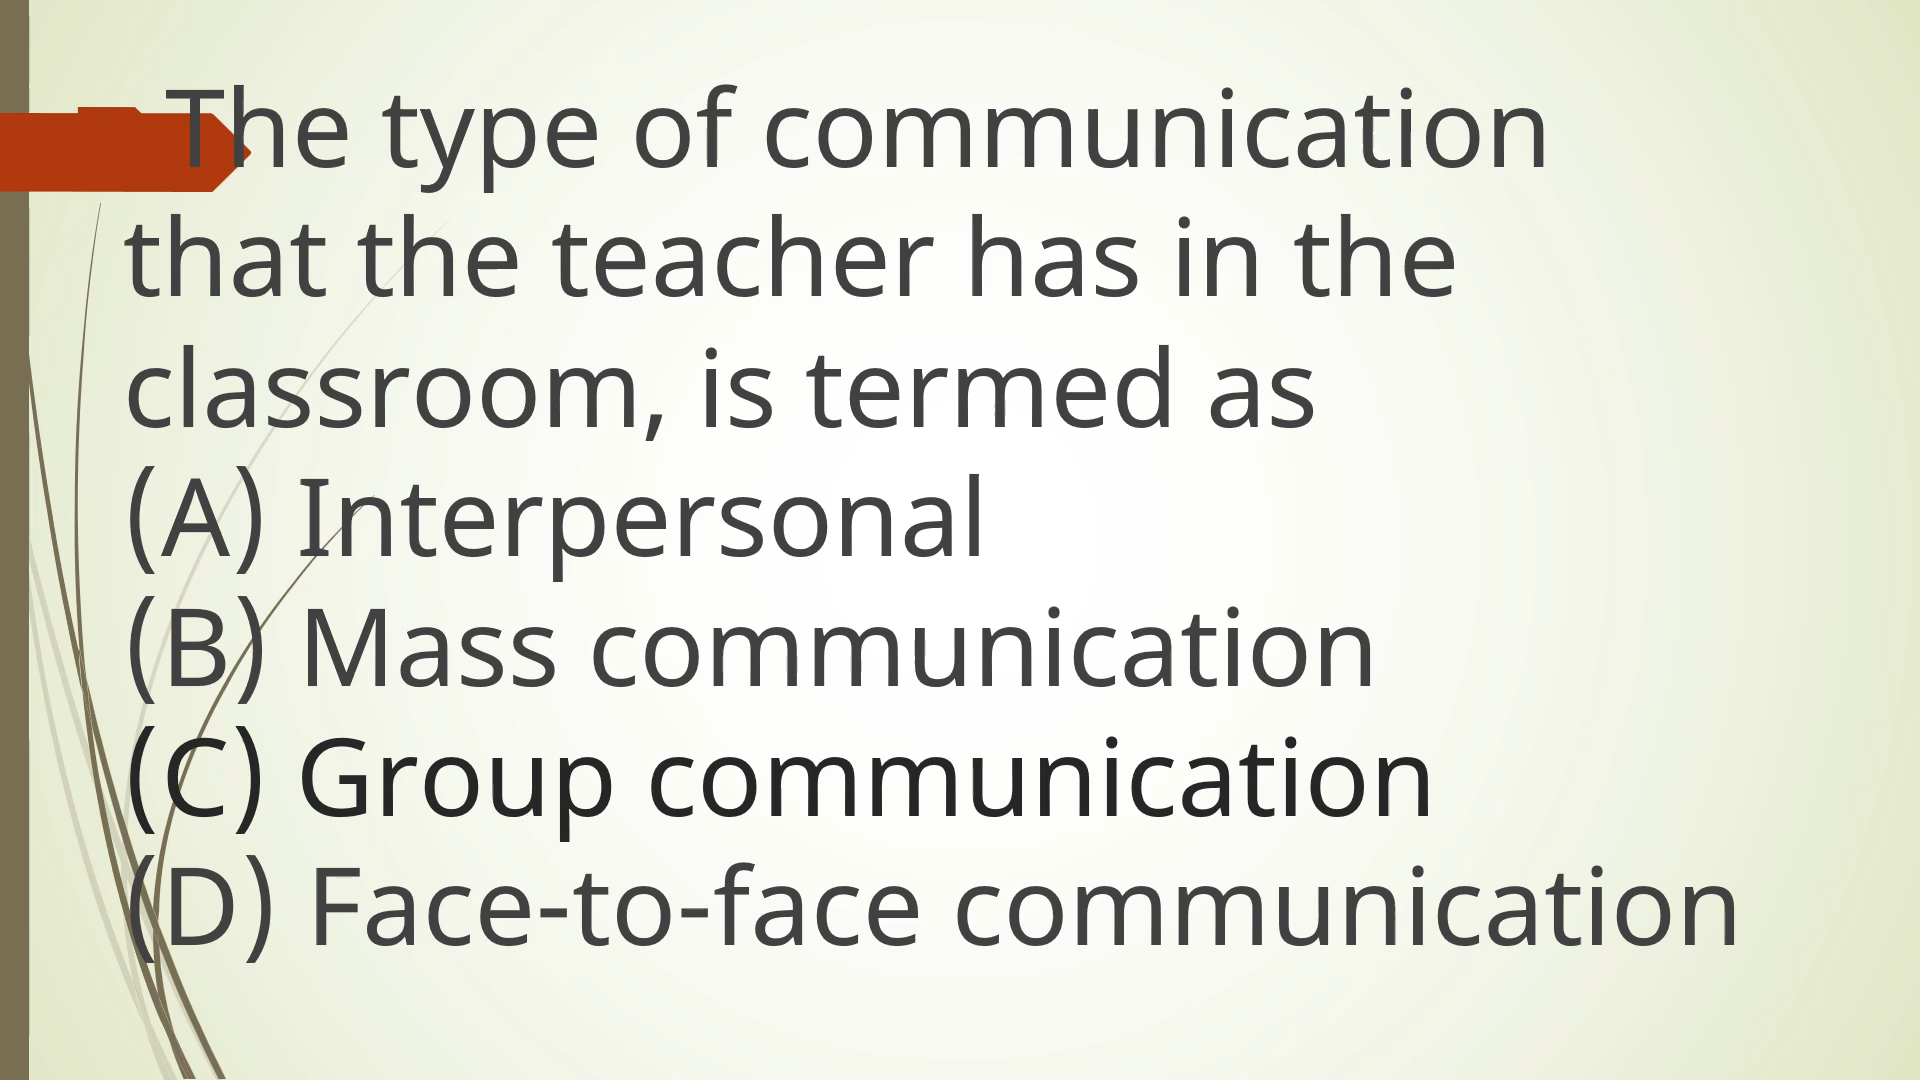 The type of communication
that the teacher has in the
classroom, is termed as
(A) Interpersonal
(B) Mass communication
(C) Group communication
(D) Face-to-face communication